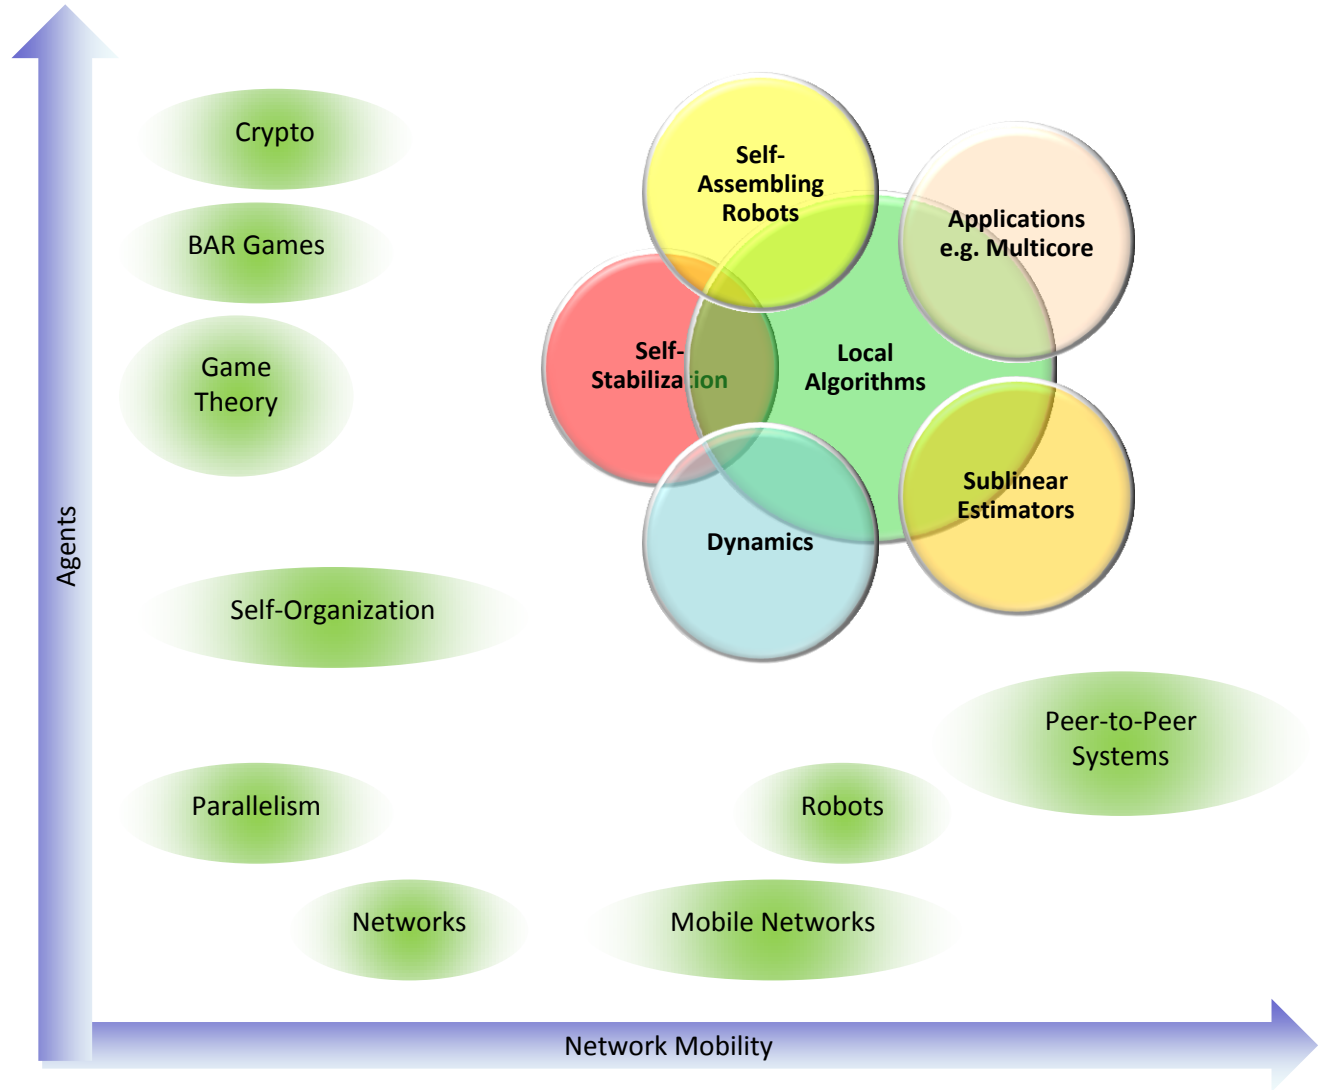 Crypto
BAR Games
Game
Theory
Self-
Assembling
Robots
Applications
e.g. Multicore
Self-
Stabilization
Local
Algorithms
Sublinear
Estimators
Dynamics
Agents
Self-Organization
Peer-to-Peer
Systems
Parallelism
Robots
Networks
Mobile Networks
Network Mobility